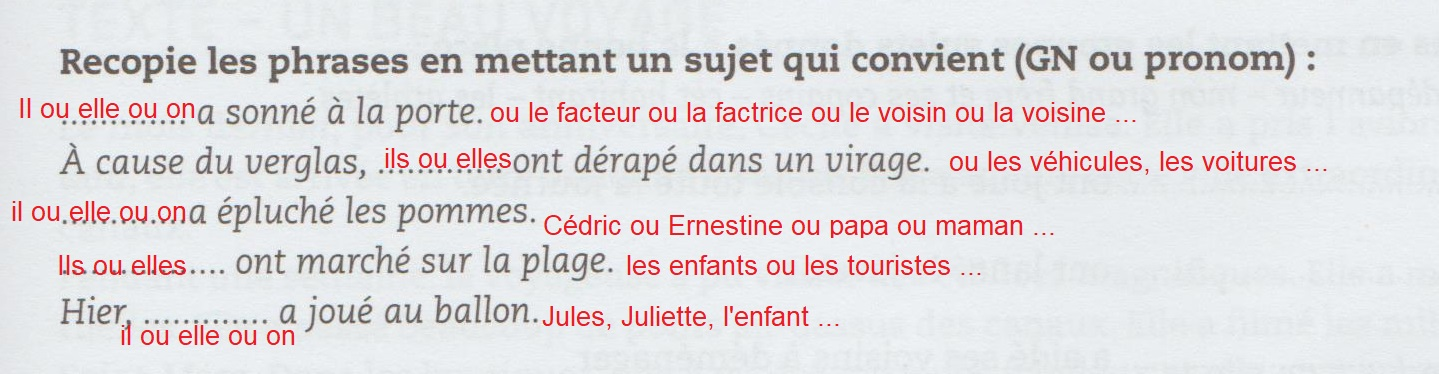 Recopie les phrases en mettant un sujet qui convient (GN ou pronom) :
Il ou elle ou on............. a sonné à la porte. ou le facteur ou la factrice ou le voisin ou la voisine ...
À cause du verglas, .ils ou elles............ont dérapé dans un virage. ou les véhicules, les voitures ...
il ou elle ou on.............a épluché les pommes. Cédric ou Ernestine ou papa ou maman ...
Ils ou elles................. ont marché sur la plage. les enfants ou les touristes ...
Hier, ............. a joué au ballon. Jules, Juliette, l'enfant ...
il ou elle ou on